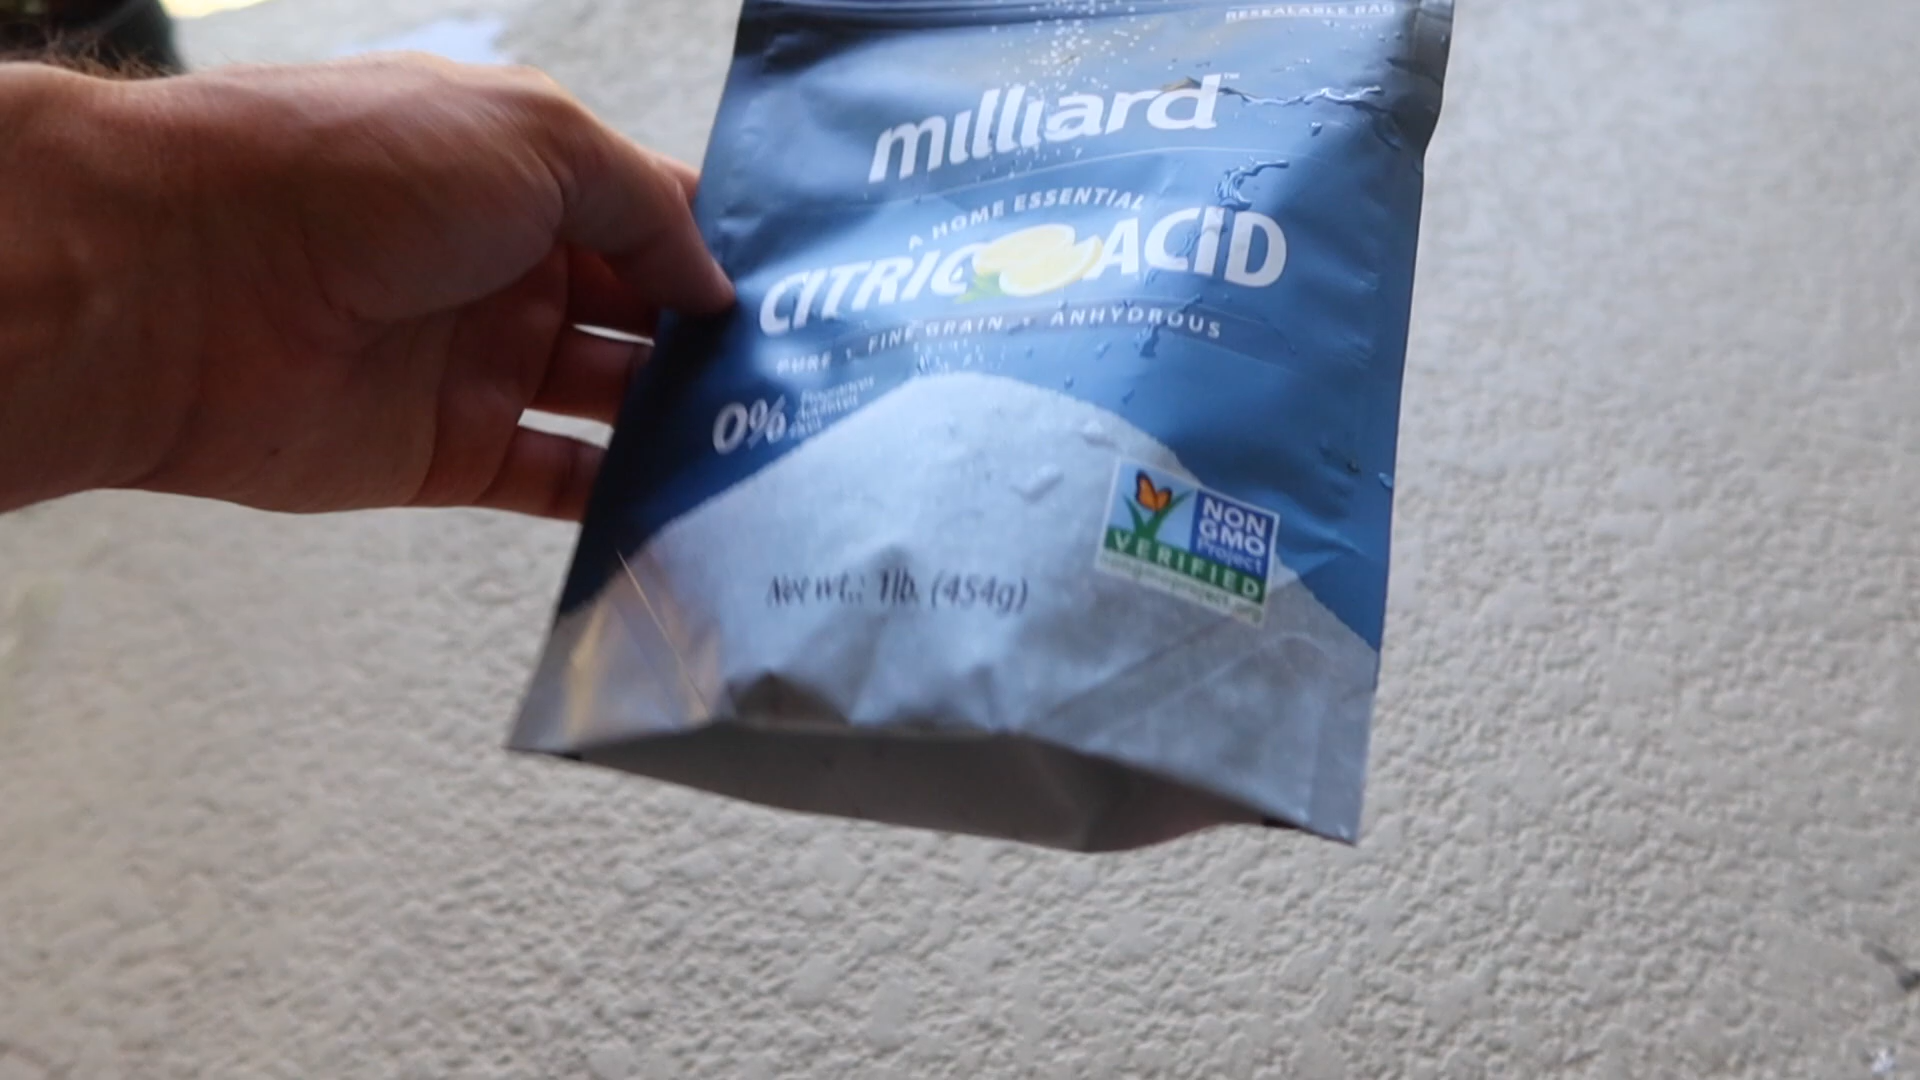 RESEALABLE BAG
milliard™
A HOME ESSENTIAL
CITRIC ACID
PURE • FINE GRAIN • ANHYDROUS
0%
NON
GMO
Project
VERIFIED
Net wt.: 1lb. (454g)